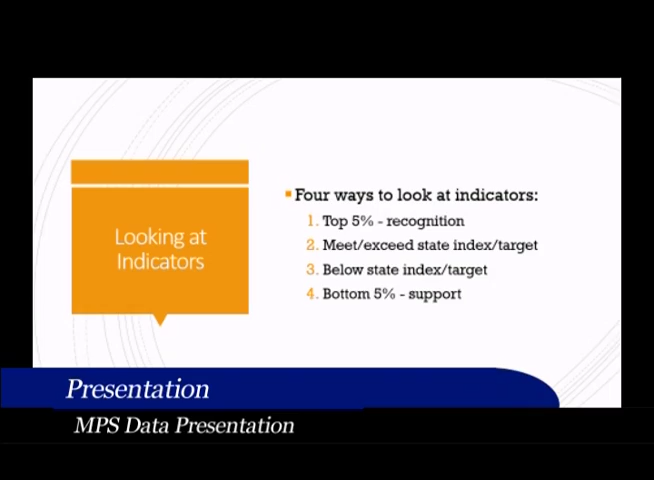 Looking at
Indicators
Four ways to look at indicators:
1. Top 5% - recognition
2. Meet/exceed state index/target
3. Below state index/target
4. Bottom 5% - support
Presentation
MPS Data Presentation